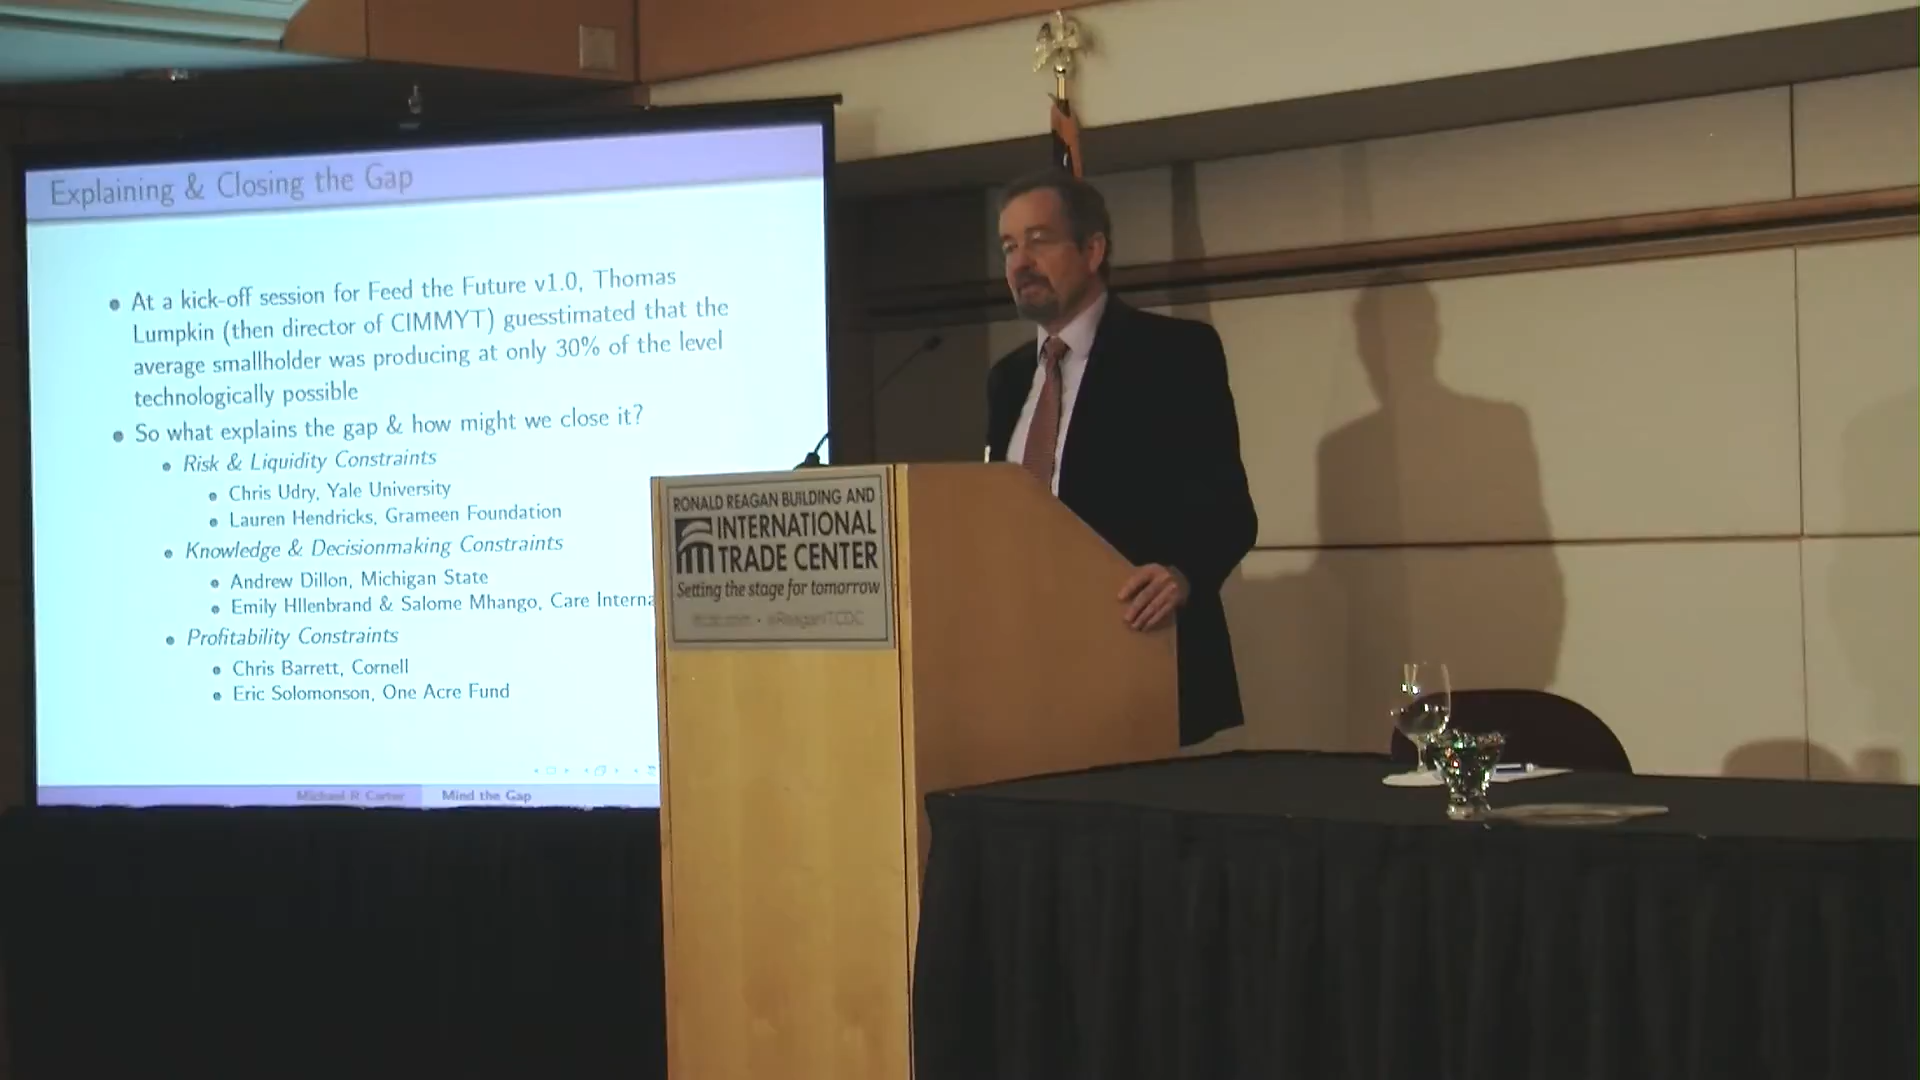 Explaining & Closing the Gap
At a kick-off session for Feed the Future v1.0, Thomas
Lumpkin (then director of CIMMYT) guesstimated that the
average smallholder was producing at only 30% of the level
technologically possible
So what explains the gap & how might we close it?
Risk & Liquidity Constraints
Chris Udry, Yale University
Lauren Hendricks, Grameen Foundation
Knowledge & Decisionmaking Constraints
Andrew Dillon, Michigan State
Emily HIlenbrand & Salome Mhango, Care Interna
Profitability Constraints
Chris Barrett, Cornell
Eric Solomonson, One Acre Fund
Michael R Carter
Mind the Gap
RONALD REAGAN BUILDING AND
INTERNATIONAL
TRADE CENTER
Setting the stage for tomorrow